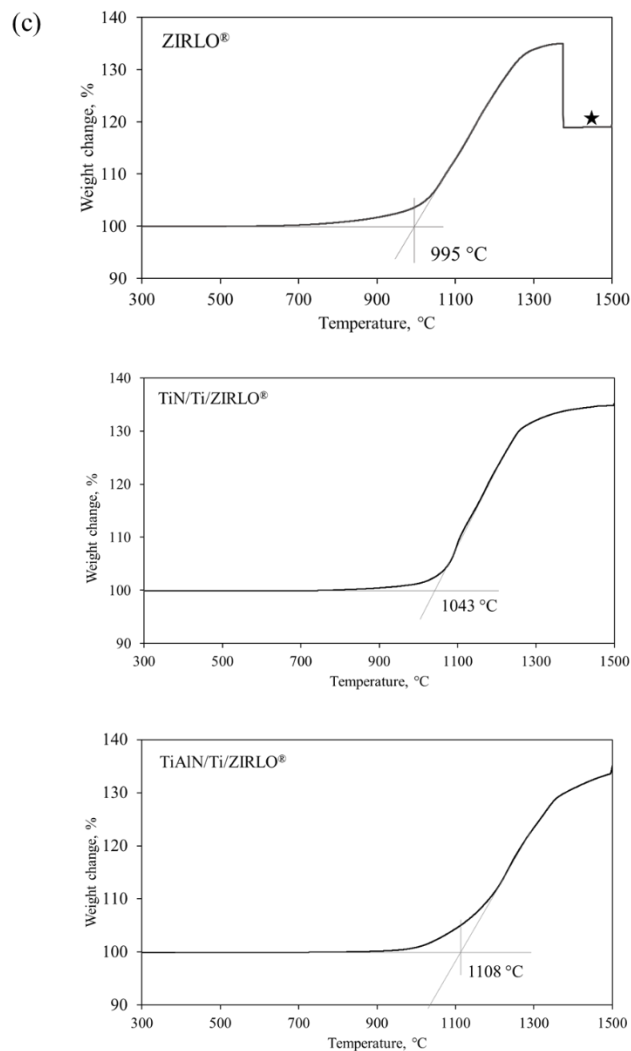 (c)
ZIRLO®
140
130
120
110
100
90
Weight change, %
★
995 °C
300 500 700 900 1100 1300 1500
Temperature, °C
TiN/Ti/ZIRLO®
140
130
120
110
100
90
Weight change, %
1043 °C
300 500 700 900 1100 1300 1500
Temperature, °C
TiAlN/Ti/ZIRLO®
140
130
120
110
100
90
Weight change, %
1108 °C
300 500 700 900 1100 1300 1500
Temperature, °C